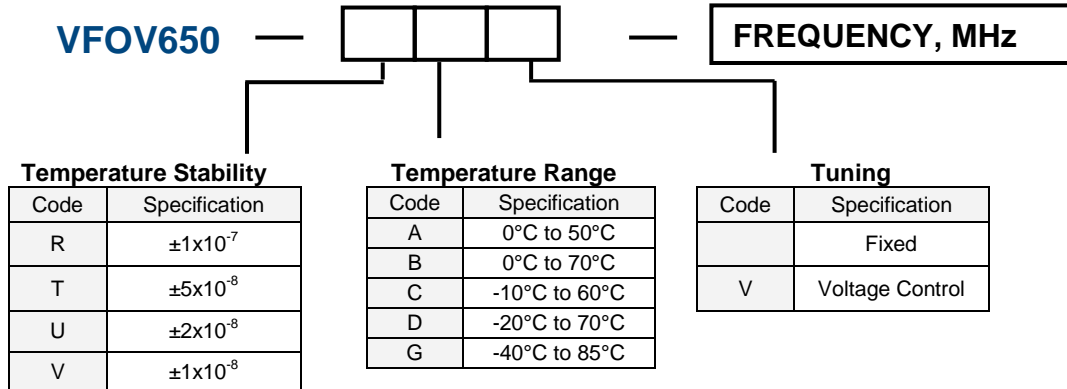 VFOV650 — — FREQUENCY, MHz
Temperature Stability
Code Specification
R ±1x10⁻⁷
T ±5x10⁻⁸
U ±2x10⁻⁸
V ±1x10⁻⁸
Temperature Range
Code Specification
A 0°C to 50°C
B 0°C to 70°C
C -10°C to 60°C
D -20°C to 70°C
G -40°C to 85°C
Tuning
Code Specification
Fixed
V Voltage Control